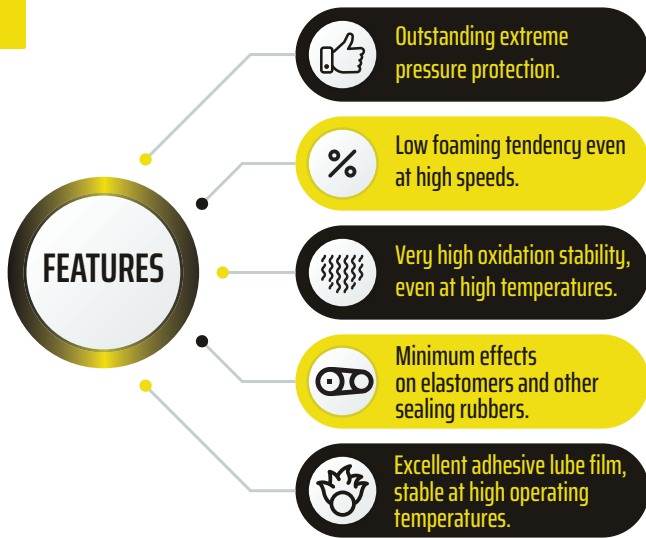 FEATURES
Outstanding extreme
pressure protection.
%
Low foaming tendency even
at high speeds.
Very high oxidation stability,
even at high temperatures.
Minimum effects
on elastomers and other
sealing rubbers.
Excellent adhesive lube film,
stable at high operating
temperatures.